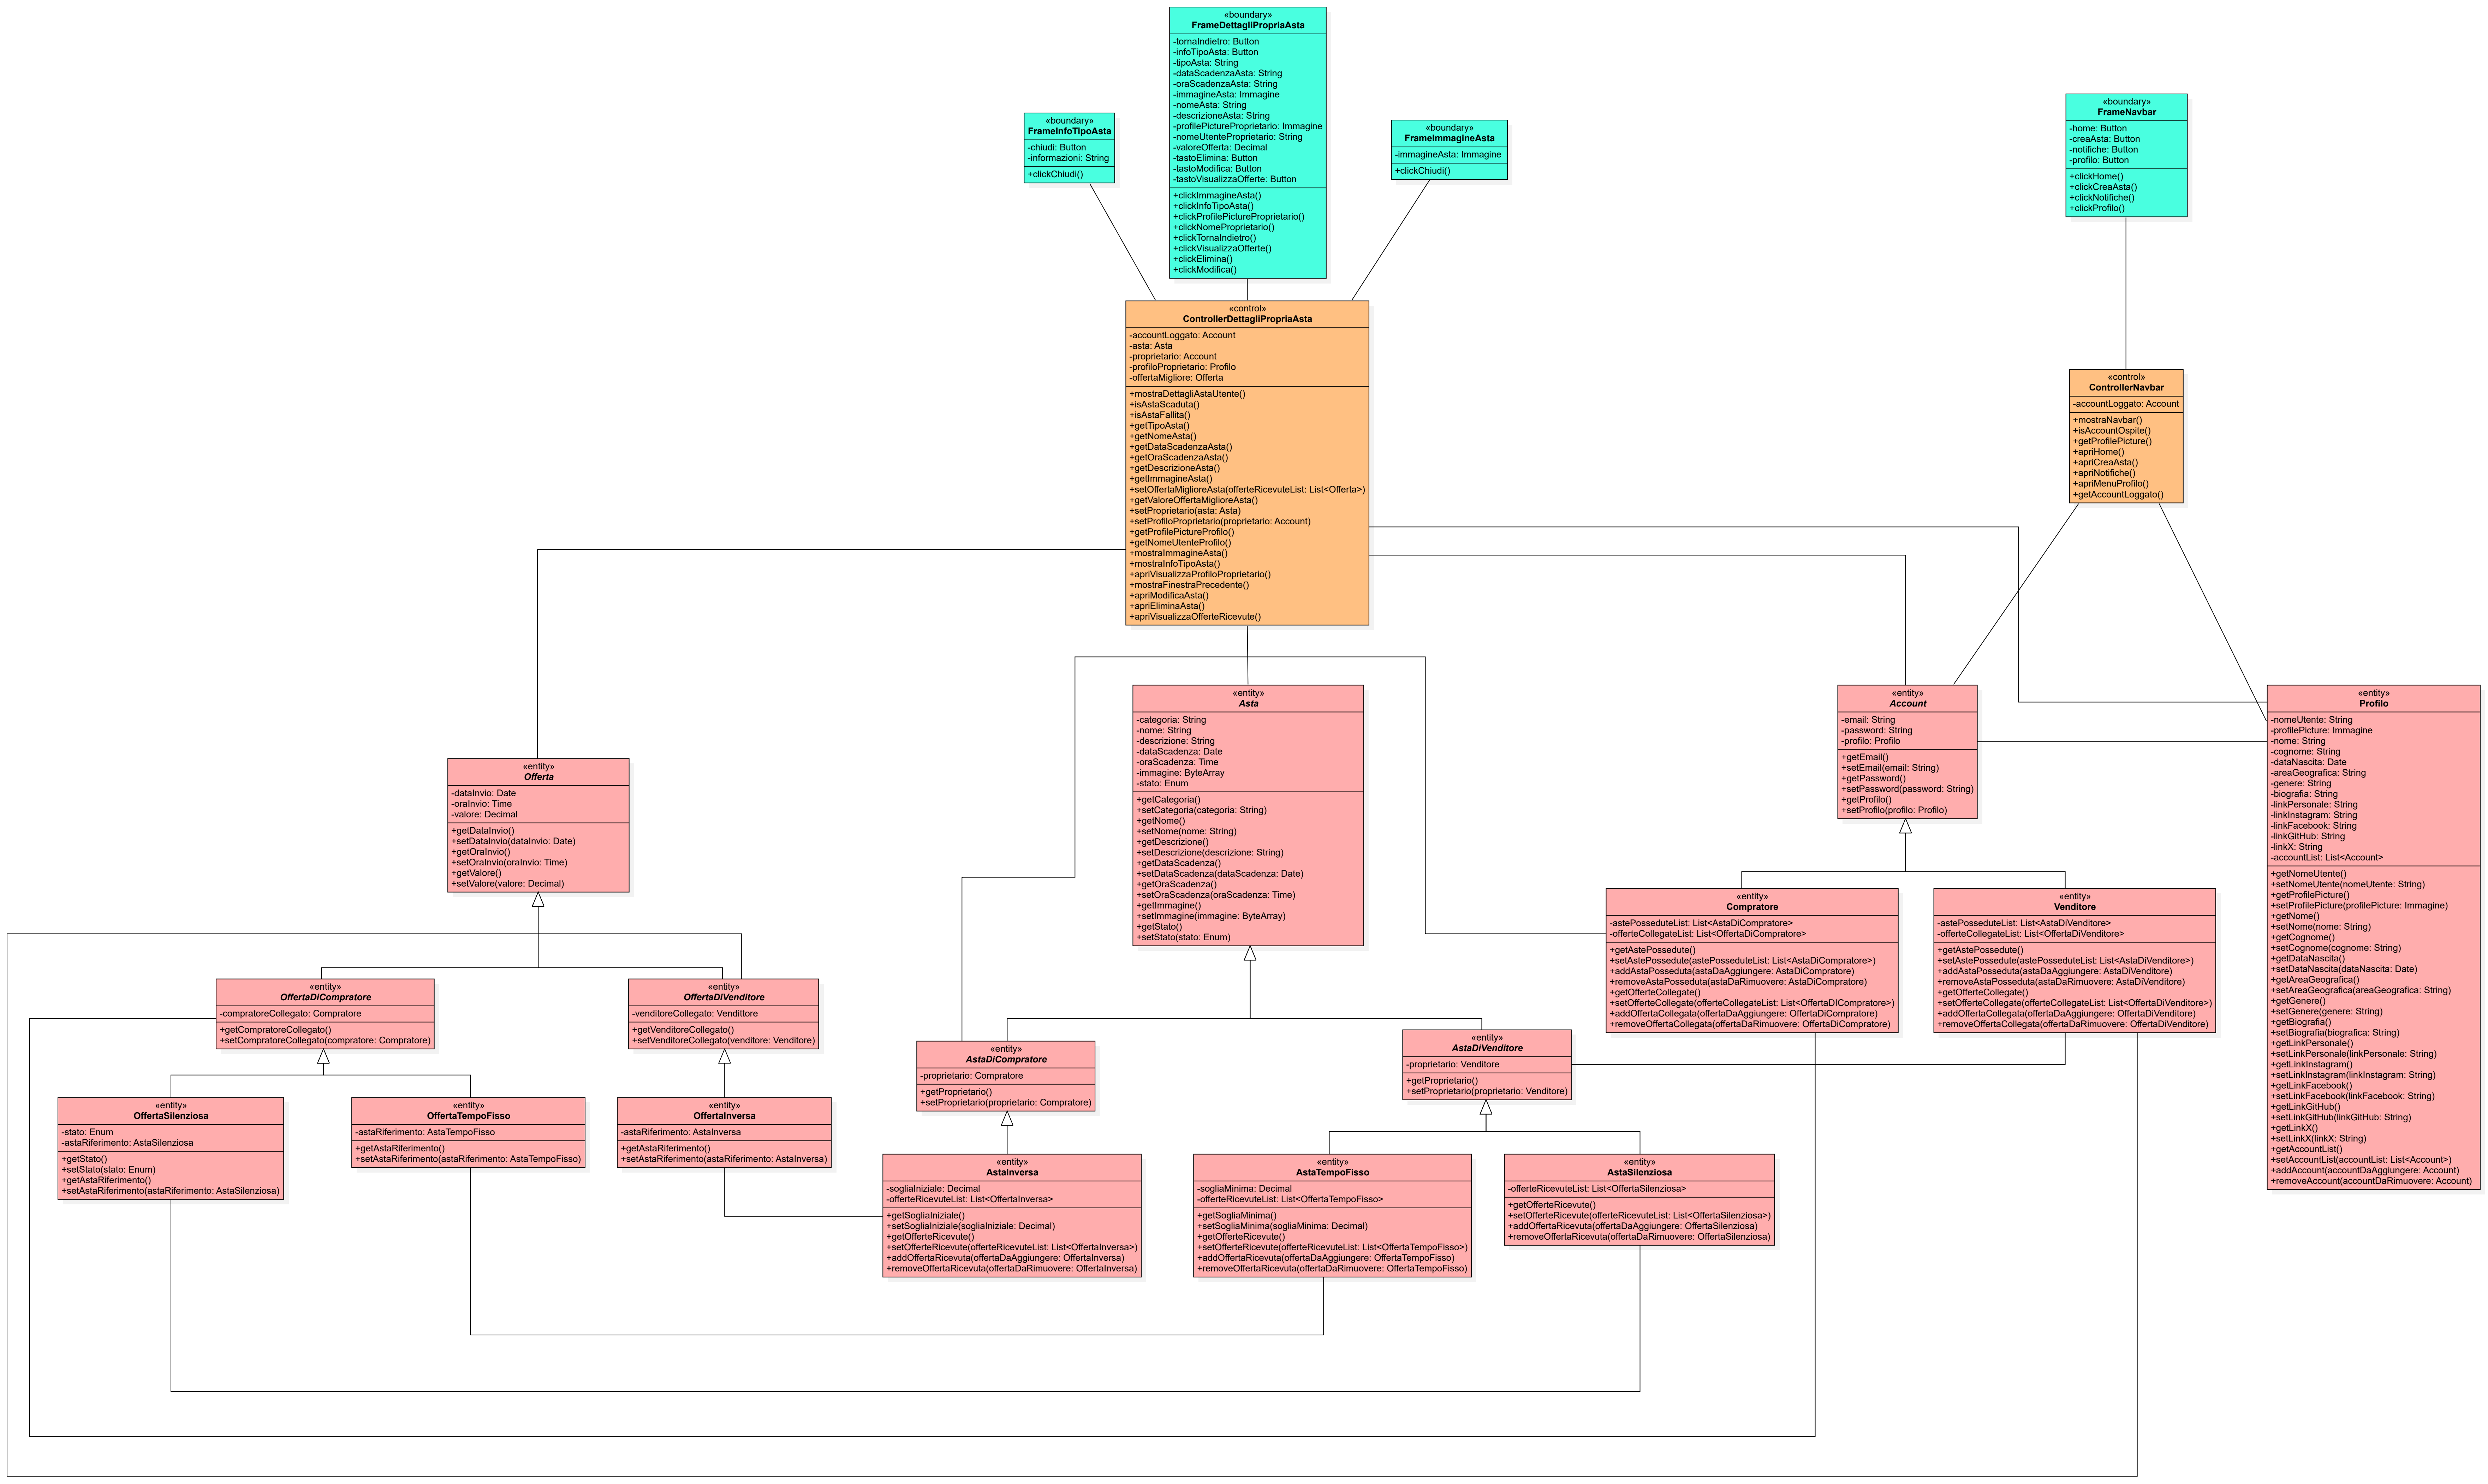 «boundary»
FrameDettagliPropriaAsta
-tornaIndietro: Button
-infoTipoAsta: Button
-tipoAsta: String
-dataScadenzaAsta: String
-oraScadenzaAsta: String
-immagineAsta: Immagine
-nomeAsta: String
-descrizioneAsta: String
-profilePictureProprietario: Immagine
-nomeUtenteProprietario: String
-valoreOfferta: Decimal
-tastoElimina: Button
-tastoModifica: Button
-tastoVisualizzaOfferte: Button
+clickImmagineAsta()
+clickInfoTipoAsta()
+clickProfilePictureProprietario()
+clickNomeProprietario()
+clickTornaIndietro()
+clickVisualizzaOfferte()
+clickElimina()
+clickModifica()
«boundary»
FrameInfoTipoAsta
-chiudi: Button
-informazioni: String
+clickChiudi()
«boundary»
FrameImmagineAsta
-immagineAsta: Immagine
+clickChiudi()
«boundary»
FrameNavbar
-home: Button
-creaAsta: Button
-notifiche: Button
-profilo: Button
+clickHome()
+clickCreaAsta()
+clickNotifiche()
+clickProfilo()
«control»
ControllerDettagliPropriaAsta
-accountLoggato: Account
-asta: Asta
-proprietario: Account
-profiloProprietario: Profilo
-offertaMigliore: Offerta
+mostraDettagliAstaUtente()
+isAstaScaduta()
+isAstaFallita()
+getTipoAsta()
+getNomeAsta()
+getDataScadenzaAsta()
+getOraScadenzaAsta()
+getDescrizioneAsta()
+getImmagineAsta()
+setOffertaMiglioreAsta(offerteRicevuteList: List<Offerta>)
+getValoreOffertaMiglioreAsta()
+setProprietario(asta: Asta)
+setProfiloProprietario(proprietario: Account)
+getProfilePictureProfilo()
+getNomeUtenteProfilo()
+mostraImmagineAsta()
+mostraInfoTipoAsta()
+apriVisualizzaProfiloProprietario()
+mostraFinestraPrecedente()
+apriModificaAsta()
+apriEliminaAsta()
+apriVisualizzaOfferteRicevute()
«control»
ControllerNavbar
-accountLoggato: Account
+mostraNavbar()
+isAccountOspite()
+getProfilePicture()
+apriHome()
+apriCreaAsta()
+apriNotifiche()
+apriMenuProfilo()
+getAccountLoggato()
«entity»
Asta
-categoria: String
-nome: String
-descrizione: String
-dataScadenza: Date
-oraScadenza: Time
-immagine: ByteArray
-stato: Enum
+getCategoria()
+setCategoria(categoria: String)
+getNome()
+setNome(nome: String)
+getDescrizione()
+setDescrizione(descrizione: String)
+getDataScadenza()
+setDataScadenza(dataScadenza: Date)
+getOraScadenza()
+setOraScadenza(oraScadenza: Time)
+getImmagine()
+setImmagine(immagine: ByteArray)
+getStato()
+setStato(stato: Enum)
«entity»
Account
-email: String
-password: String
-profilo: Profilo
+getEmail()
+setEmail(email: String)
+getPassword()
+setPassword(password: String)
+getProfilo()
+setProfilo(profilo: Profilo)
«entity»
Profilo
-nomeUtente: String
-profilePicture: Immagine
-nome: String
-cognome: String
-dataNascita: Date
-areaGeografica: String
-genere: String
-biografia: String
-linkPersonale: String
-linkInstagram: String
-linkFacebook: String
-linkGitHub: String
-linkX: String
-accountList: List<Account>
+getNomeUtente()
+setNomeUtente(nomeUtente: String)
+getProfilePicture()
+setProfilePicture(profilePicture: Immagine)
+getNome()
+setNome(nome: String)
+getCognome()
+setCognome(cognome: String)
+getDataNascita()
+setDataNascita(dataNascita: Date)
+getAreaGeografica()
+setAreaGeografica(areaGeografica: String)
+getGenere()
+setGenere(genere: String)
+getBiografia()
+setBiografia(biografica: String)
+getLinkPersonale()
+setLinkPersonale(linkPersonale: String)
+getLinkInstagram()
+setLinkInstagram(linkInstagram: String)
+getLinkFacebook()
+setLinkFacebook(linkFacebook: String)
+getLinkGitHub()
+setLinkGitHub(linkGitHub: String)
+getLinkX()
+setLinkX(linkX: String)
+getAccountList()
+setAccountList(accountList: List<Account>)
+addAccount(accountDaAggiungere: Account)
+removeAccount(accountDaRimuovere: Account)
«entity»
Offerta
-dataInvio: Date
-oraInvio: Time
-valore: Decimal
+getDataInvio()
+setDataInvio(dataInvio: Date)
+getOraInvio()
+setOraInvio(oraInvio: Time)
+getValore()
+setValore(valore: Decimal)
«entity»
Compratore
-astePosseduteList: List<AstaDiCompratore>
-offerteCollegateList: List<OffertaDiCompratore>
+getAstePossedute()
+setAstePossedute(astePosseduteList: List<AstaDiCompratore>)
+addAstaPosseduta(astaDaAggiungere: AstaDiCompratore)
+removeAstaPosseduta(astaDaRimuovere: AstaDiCompratore)
+getOfferteCollegate()
+setOfferteCollegate(offerteCollegateList: List<OffertaDICompratore>)
+addOffertaCollegata(offertaDaAggiungere: OffertaDiCompratore)
+removeOffertaCollegata(offertaDaRimuovere: OffertaDiCompratore)
«entity»
Venditore
-astePosseduteList: List<AstaDiVenditore>
-offerteCollegateList: List<OffertaDiVenditore>
+getAstePossedute()
+setAstePossedute(astePosseduteList: List<AstaDiVenditore>)
+addAstaPosseduta(astaDaAggiungere: AstaDiVenditore)
+removeAstaPosseduta(astaDaRimuovere: AstaDiVenditore)
+getOfferteCollegate()
+setOfferteCollegate(offerteCollegateList: List<OffertaDiVenditore>)
+addOffertaCollegata(offertaDaAggiungere: OffertaDiVenditore)
+removeOffertaCollegata(offertaDaRimuovere: OffertaDiVenditore)
«entity»
OffertaDiCompratore
-compratoreCollegato: Compratore
+getCompratoreCollegato()
+setCompratoreCollegato(compratore: Compratore)
«entity»
OffertaDiVenditore
-venditoreCollegato: Vendittore
+getVenditoreCollegato()
+setVenditoreCollegato(venditore: Venditore)
«entity»
AstaDiCompratore
-proprietario: Compratore
+getProprietario()
+setProprietario(proprietario: Compratore)
«entity»
AstaDiVenditore
-proprietario: Venditore
+getProprietario()
+setProprietario(proprietario: Venditore)
«entity»
OffertaSilenziosa
-stato: Enum
-astaRiferimento: AstaSilenziosa
+getStato()
+setStato(stato: Enum)
+getAstaRiferimento()
+setAstaRiferimento(astaRiferimento: AstaSilenziosa)
«entity»
OffertaTempoFisso
-astaRiferimento: AstaTempoFisso
+getAstaRiferimento()
+setAstaRiferimento(astaRiferimento: AstaTempoFisso)
«entity»
OffertaInversa
-astaRiferimento: AstaInversa
+getAstaRiferimento()
+setAstaRiferimento(astaRiferimento: AstaInversa)
«entity»
AstaInversa
-sogliaIniziale: Decimal
-offerteRicevuteList: List<OffertaInversa>
+getSogliaIniziale()
+setSogliaIniziale(sogliaIniziale: Decimal)
+getOfferteRicevute()
+setOfferteRicevute(offerteRicevuteList: List<OffertaInversa>)
+addOffertaRicevuta(offertaDaAggiungere: OffertaInversa)
+removeOffertaRicevuta(offertaDaRimuovere: OffertaInversa)
«entity»
AstaTempoFisso
-sogliaMinima: Decimal
-offerteRicevuteList: List<OffertaTempoFisso>
+getSogliaMinima()
+setSogliaMinima(sogliaMinima: Decimal)
+getOfferteRicevute()
+setOfferteRicevute(offerteRicevuteList: List<OffertaTempoFisso>)
+addOffertaRicevuta(offertaDaAggiungere: OffertaTempoFisso)
+removeOffertaRicevuta(offertaDaRimuovere: OffertaTempoFisso)
«entity»
AstaSilenziosa
-offerteRicevuteList: List<OffertaSilenziosa>
+getOfferteRicevute()
+setOfferteRicevute(offerteRicevuteList: List<OffertaSilenziosa>)
+addOffertaRicevuta(offertaDaAggiungere: OffertaSilenziosa)
+removeOffertaRicevuta(offertaDaRimuovere: OffertaSilenziosa)